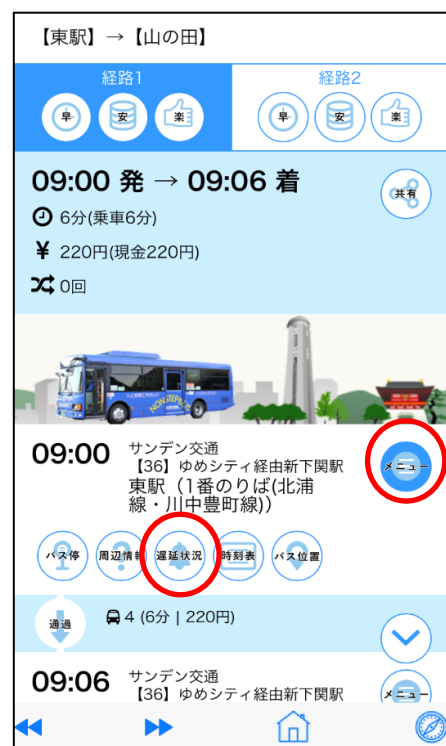 【東駅】→【山の田】
経路1
経路2
早 安 楽
早 安 楽
09:00 発 → 09:06 着
共有
6分(乗車6分)
¥ 220円(現金220円)
0回
NONSTEP BUS
09:00
サンデン交通
【36】ゆめシティ経由新下関駅
東駅（1番のりば(北浦
線・川中豊町線)）
メニュー
バス停 周辺情報 遅延状況 時刻表 バス位置
通過
4 (6分 | 220円)
09:06
サンデン交通
【36】ゆめシティ経由新下関駅
メニュー